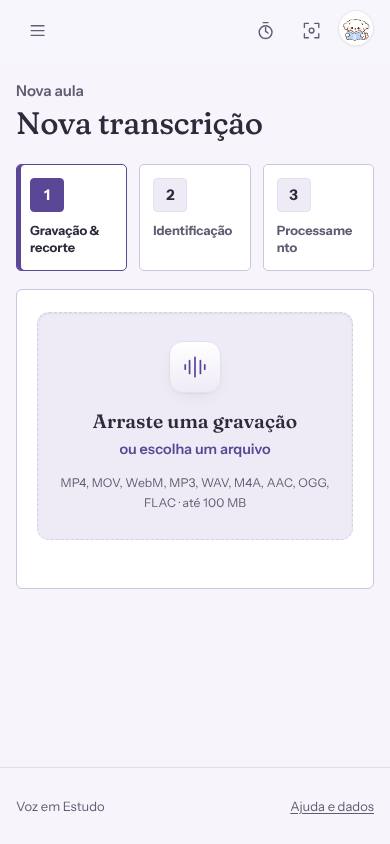 Nova aula
Nova transcrição
1
Gravação &
recorte
2
Identificação
3
Processame
nto
Arraste uma gravação
ou escolha um arquivo
MP4, MOV, WebM, MP3, WAV, M4A, AAC, OGG,
FLAC · até 100 MB
Voz em Estudo
Ajuda e dados